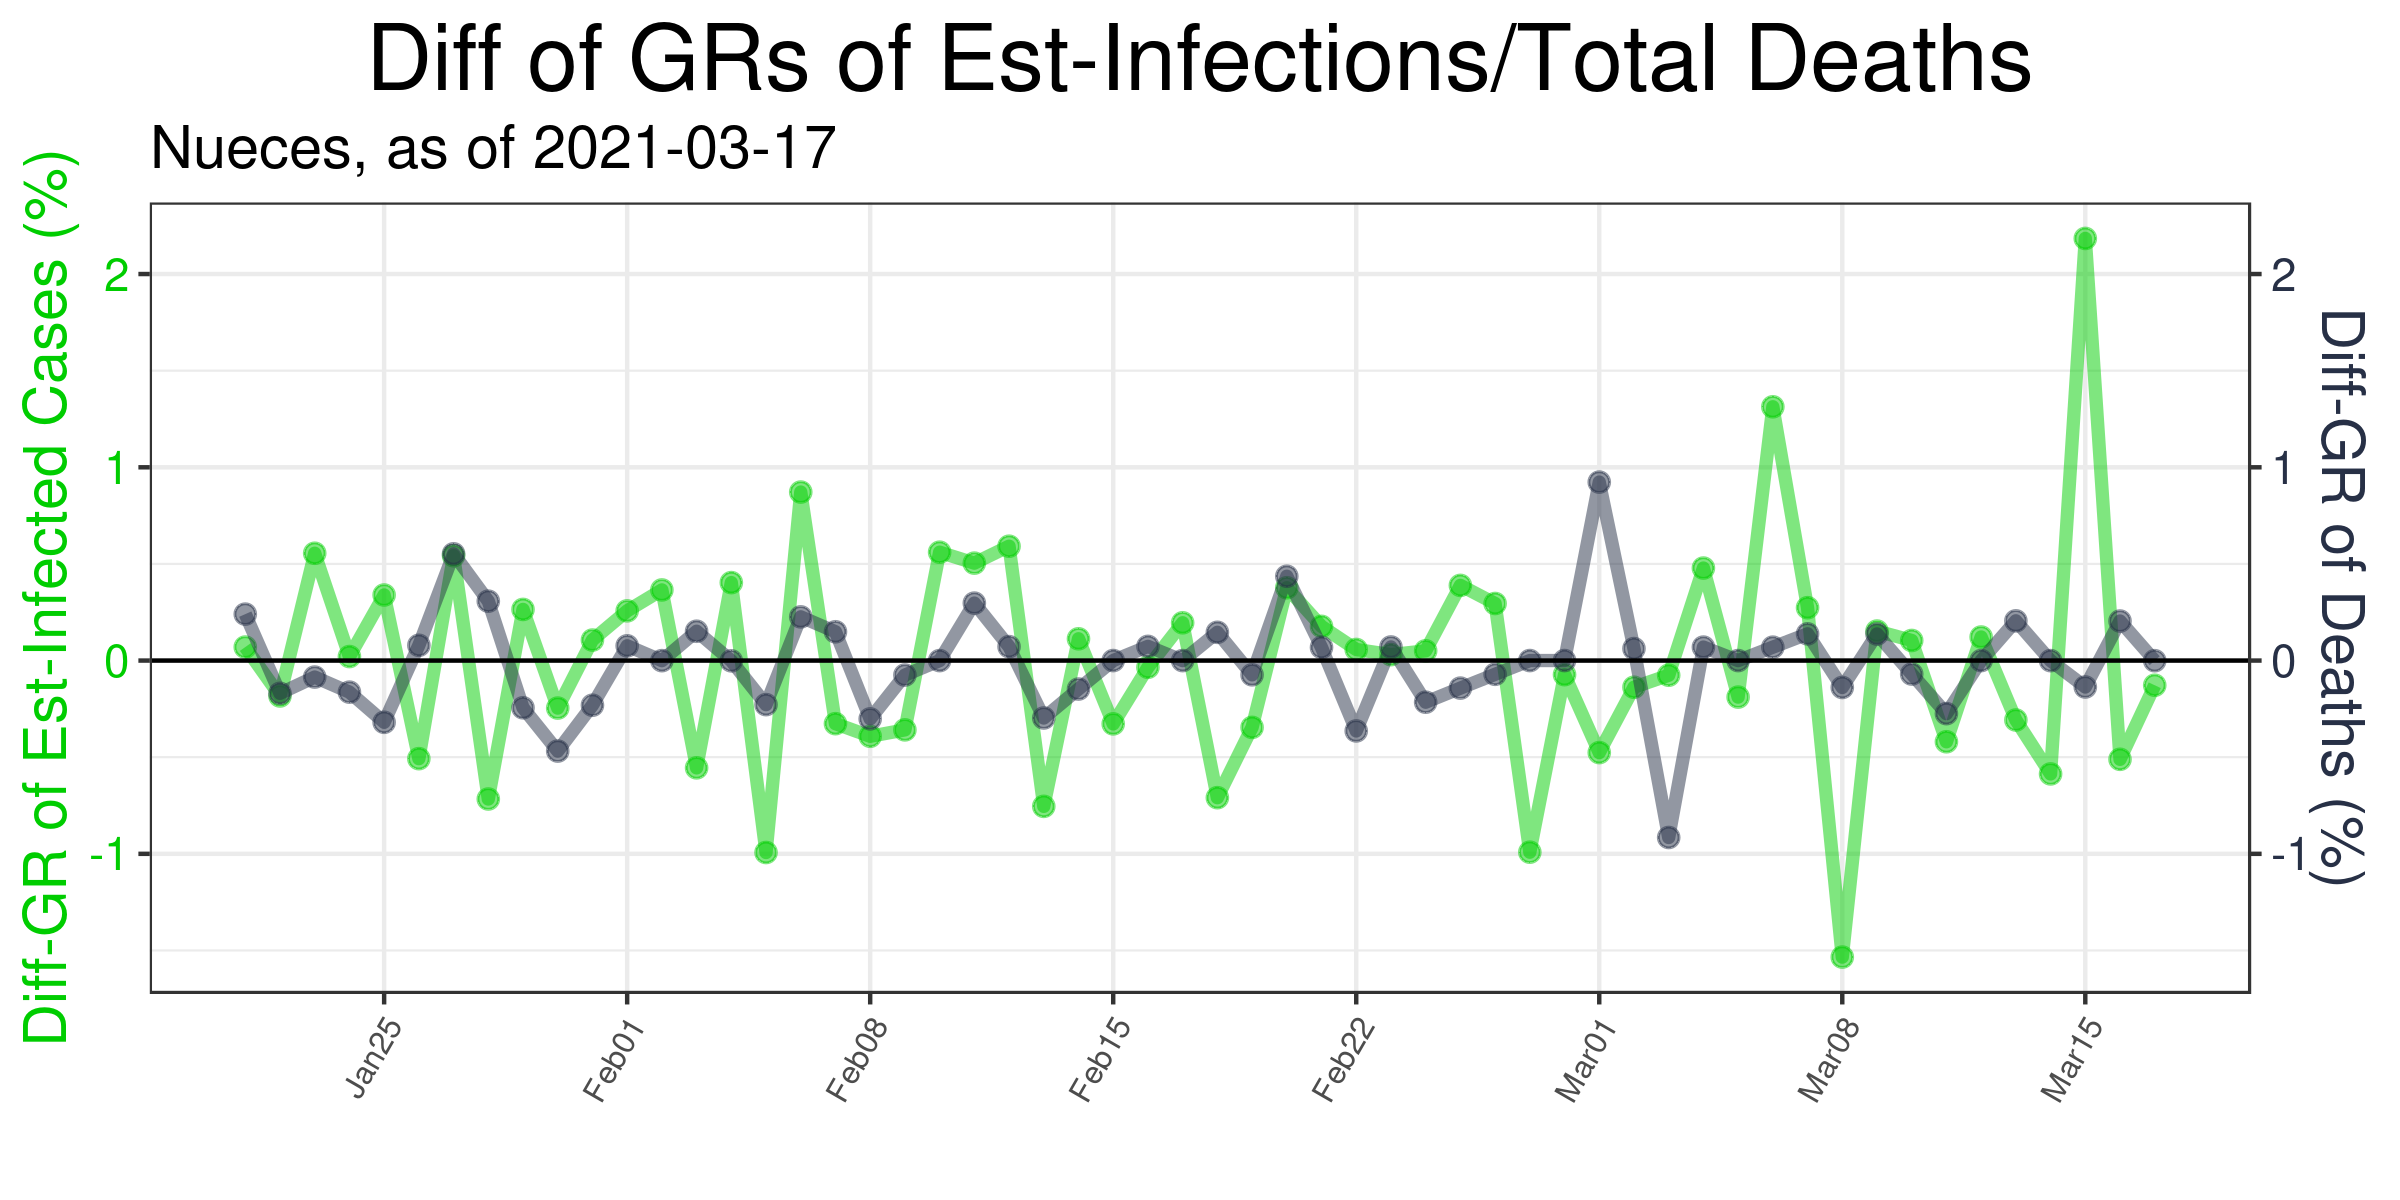 Diff of GRs of Est-Infections/Total Deaths
Nueces, as of 2021-03-17
Diff-GR of Est-Infected Cases (%)
2
1
0
-1
2
1
0
-1
Diff-GR of Deaths (%)
Jan25
Feb01
Feb08
Feb15
Feb22
Mar01
Mar08
Mar15